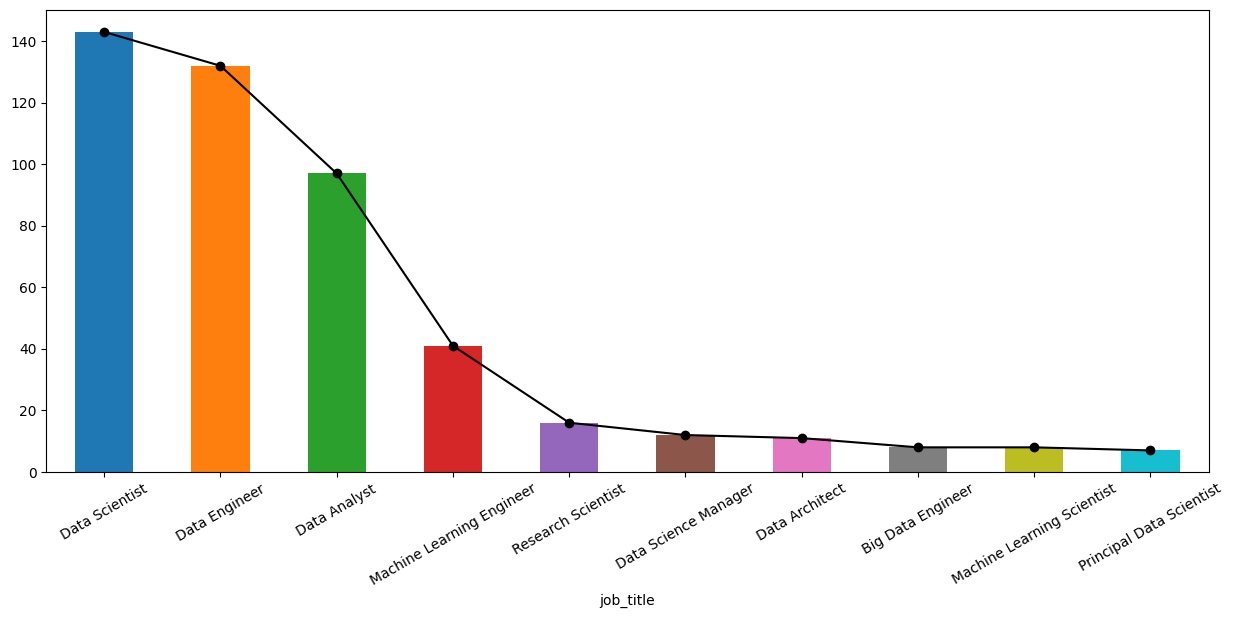 140
120
100
80
60
40
20
0
Data Scientist
Data Engineer
Data Analyst
Machine Learning Engineer
Research Scientist
Data Science Manager
Data Architect
Big Data Engineer
Machine Learning Scientist
Principal Data Scientist
job_title